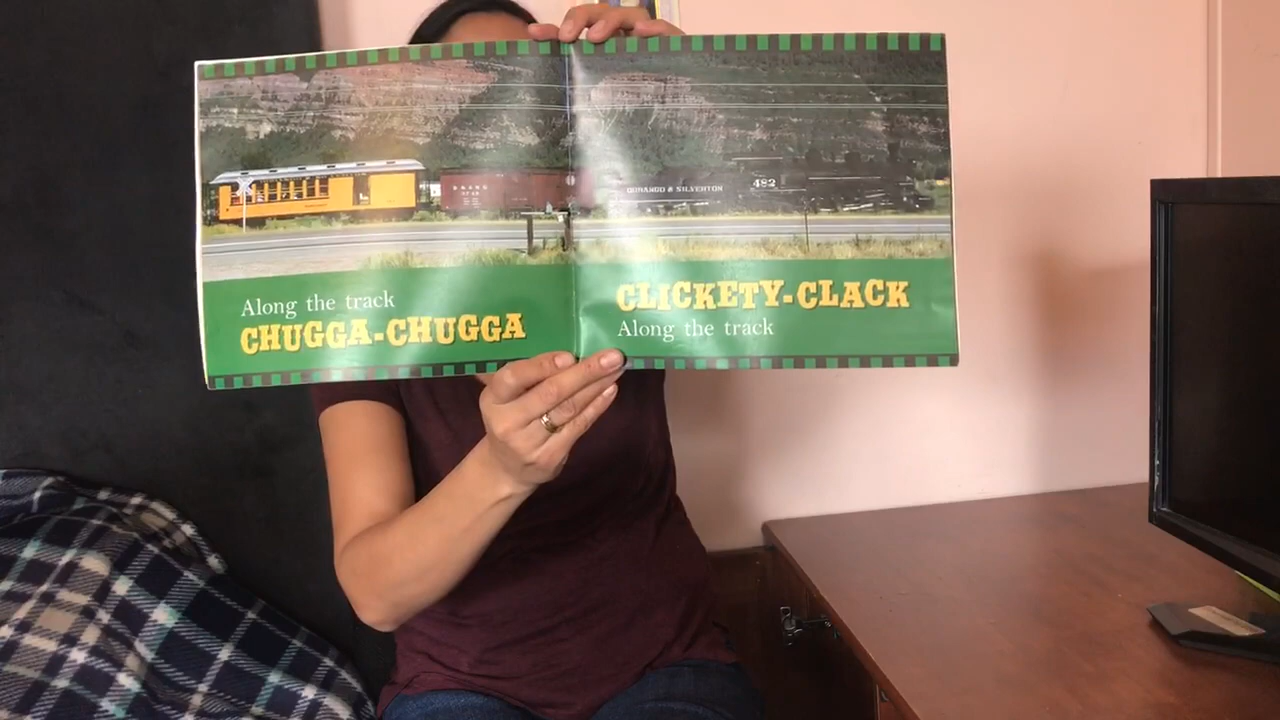 DURANGO & SILVERTON
482
Along the track
CHUGGA-CHUGGA
CLICKETY-CLACK
Along the track